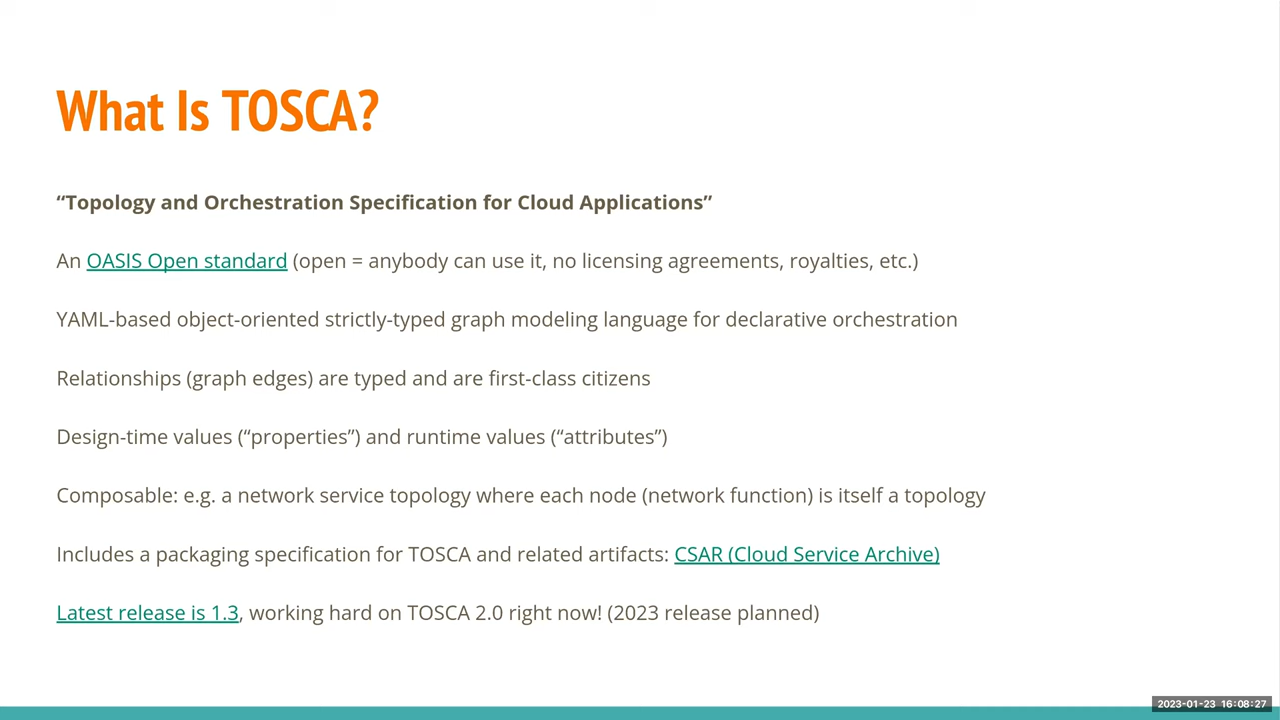 What Is TOSCA?
“Topology and Orchestration Specification for Cloud Applications”
An OASIS Open standard (open = anybody can use it, no licensing agreements, royalties, etc.)
YAML-based object-oriented strictly-typed graph modeling language for declarative orchestration
Relationships (graph edges) are typed and are first-class citizens
Design-time values (“properties”) and runtime values (“attributes”)
Composable: e.g. a network service topology where each node (network function) is itself a topology
Includes a packaging specification for TOSCA and related artifacts: CSAR (Cloud Service Archive)
Latest release is 1.3, working hard on TOSCA 2.0 right now! (2023 release planned)
2023-01-23 16:08:27